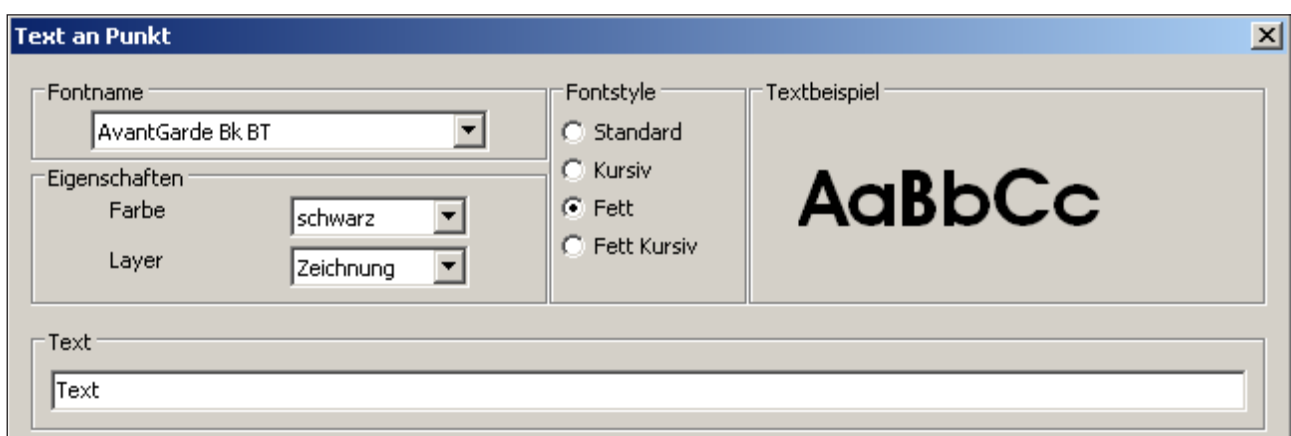 Text an Punkt
Fontname
AvantGarde Bk BT
Eigenschaften
Farbe
schwarz
Layer
Zeichnung
Fontstyle
Standard
Kursiv
Fett
Fett Kursiv
Textbeispiel
AaBbCc
Text
Text